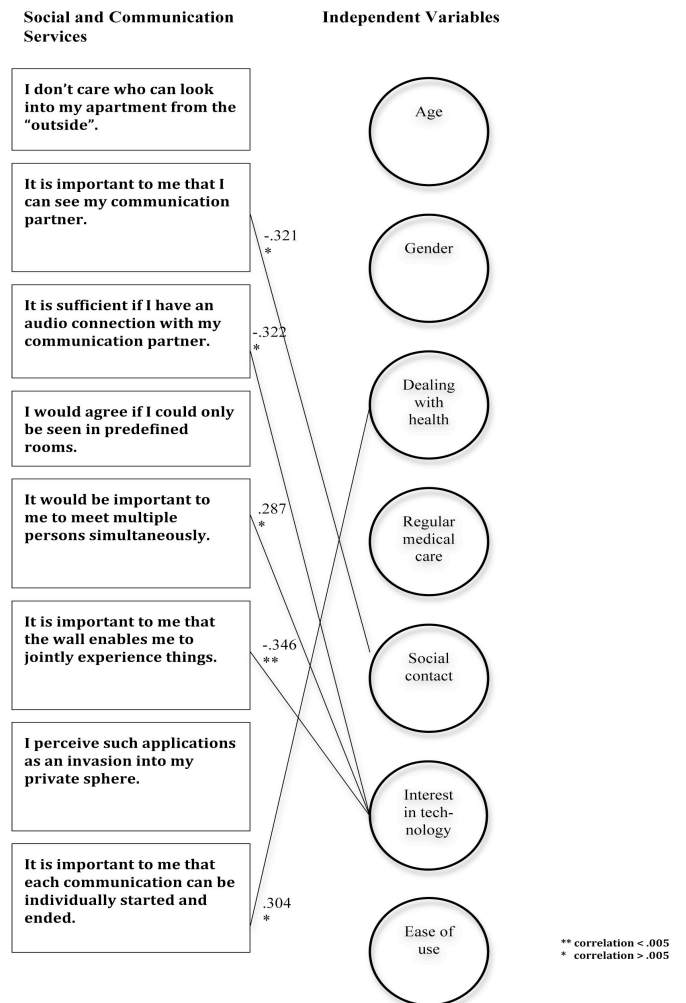 Social and Communication
Services
Independent Variables
I don’t care who can look
into my apartment from the
“outside”.
It is important to me that I
can see my communication
partner.
It is sufficient if I have an
audio connection with my
communication partner.
I would agree if I could only
be seen in predefined
rooms.
It would be important to
me to meet multiple
persons simultaneously.
It is important to me that
the wall enables me to
jointly experience things.
I perceive such applications
as an invasion into my
private sphere.
It is important to me that
each communication can be
individually started and
ended.
-.321
*
-.322
*
.287
*
-.346
**
.304
*
Age
Gender
Dealing
with
health
Regular
medical
care
Social
contact
Interest
in tech-
nology
Ease of
use
** correlation < .005
* correlation > .005